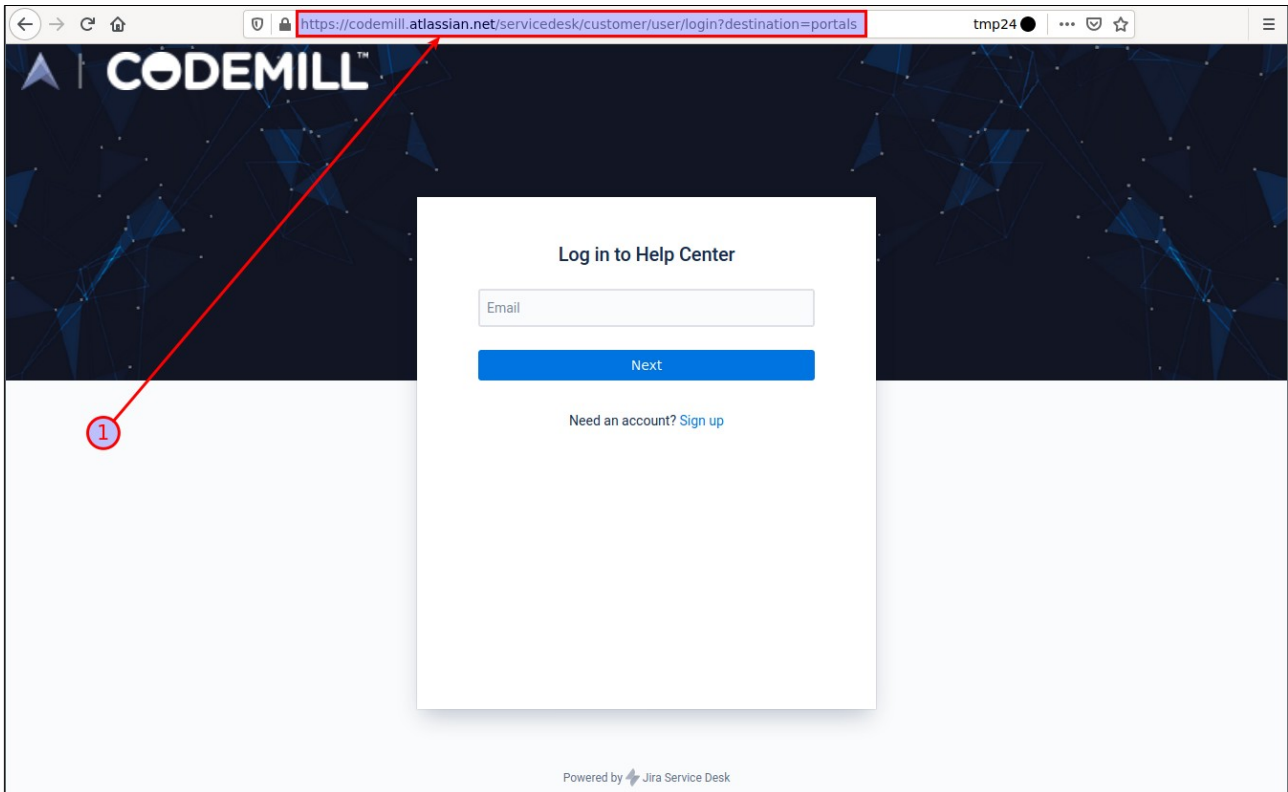 https://codemill.atlassian.net/servicedesk/customer/user/login?destination=portals
tmp24
CODEMILL™
Log in to Help Center
Email
Next
1
Need an account? Sign up
Powered by Jira Service Desk